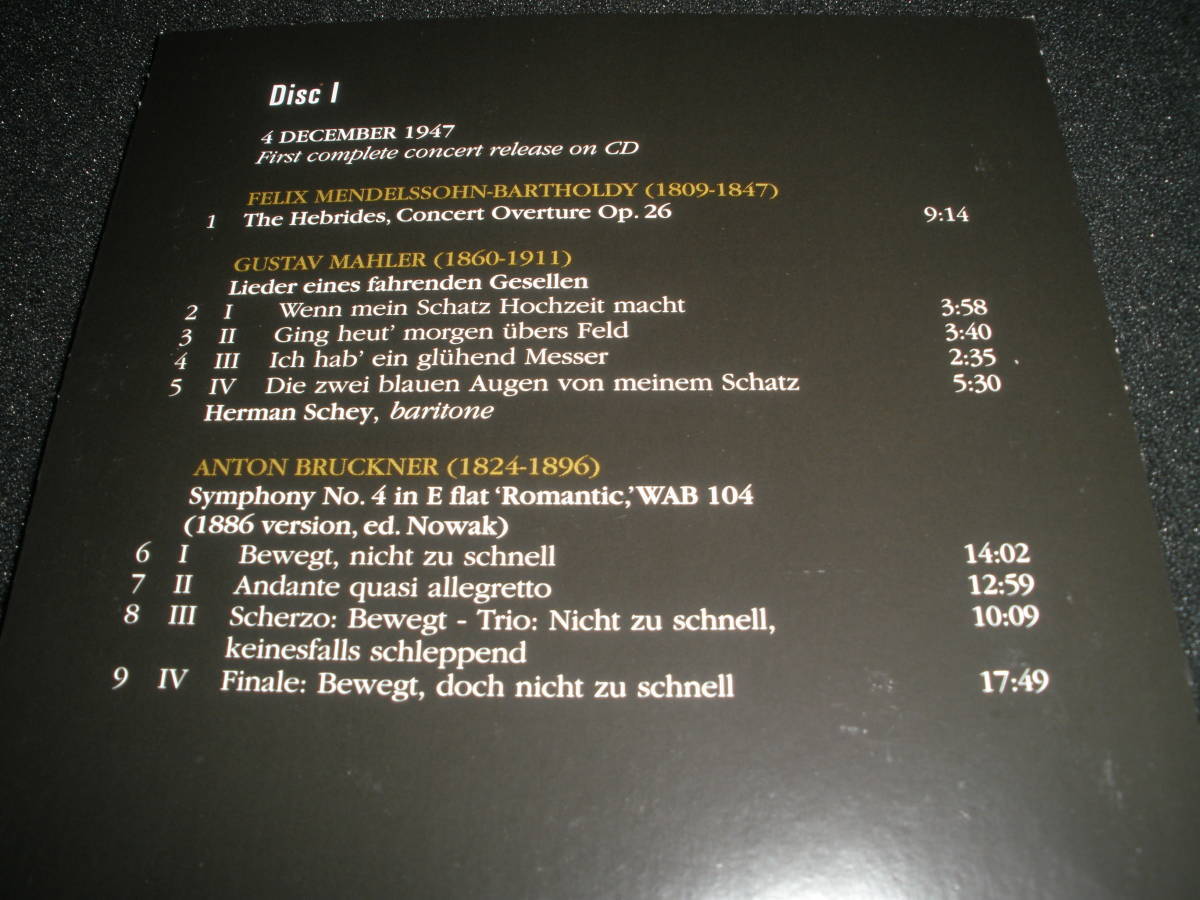 Disc I
4 DECEMBER 1947
First complete concert release on CD
FELIX MENDELSSOHN-BARTHOLDY (1809-1847)
1 The Hebrides, Concert Overture Op. 26 9:14
GUSTAV MAHLER (1860-1911)
Lieder eines fahrenden Gesellen
2 I Wenn mein Schatz Hochzeit macht 3:58
3 II Ging heut' morgen übers Feld 3:40
4 III Ich hab' ein glühend Messer 2:35
5 IV Die zwei blauen Augen von meinem Schatz 5:30
Herman Schey, baritone
ANTON BRUCKNER (1824-1896)
Symphony No. 4 in E flat 'Romantic,' WAB 104
(1886 version, ed. Nowak)
6 I Bewegt, nicht zu schnell 14:02
7 II Andante quasi allegretto 12:59
8 III Scherzo: Bewegt - Trio: Nicht zu schnell, 10:09
keinesfalls schleppend
9 IV Finale: Bewegt, doch nicht zu schnell 17:49